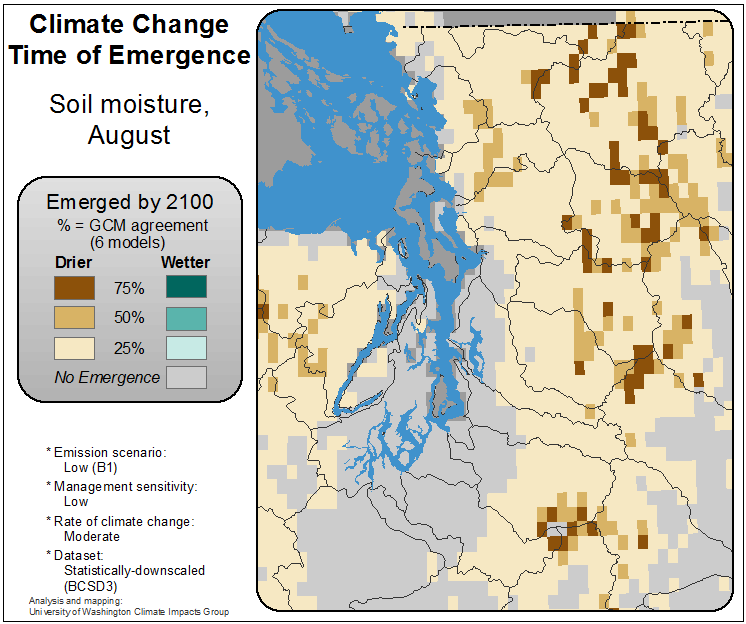 Climate Change
Time of Emergence
Soil moisture,
August
Emerged by 2100
% = GCM agreement
(6 models)
Drier Wetter
75%
50%
25%
No Emergence
* Emission scenario:
Low (B1)
* Management sensitivity:
Low
* Rate of climate change:
Moderate
* Dataset:
Statistically-downscaled
(BCSD3)
Analysis and mapping:
University of Washington Climate Impacts Group